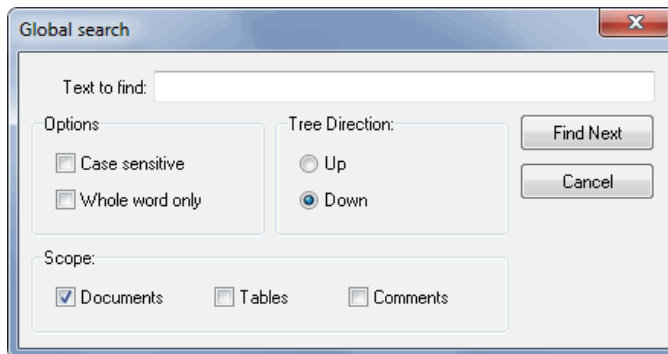 Global search
Text to find:
Options
Case sensitive
Whole word only
Tree Direction:
Up
Down
Find Next
Cancel
Scope:
Documents Tables Comments